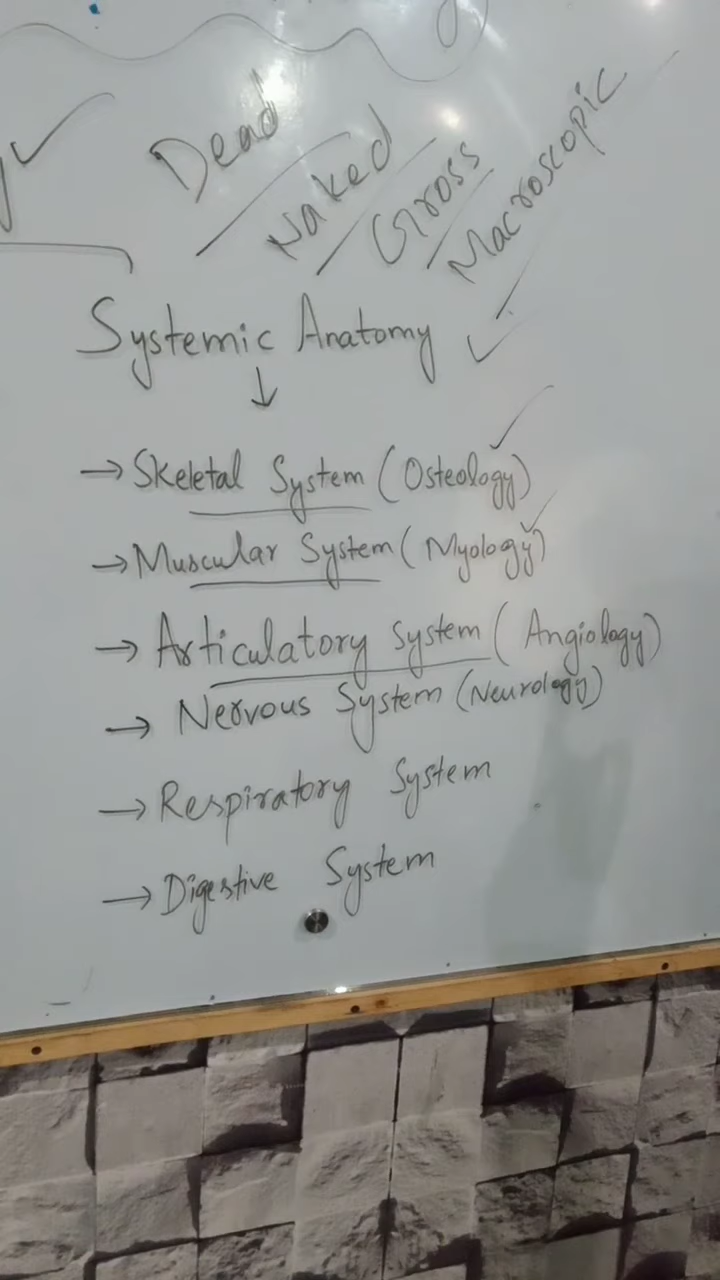 Dead
Naked
Gross
Macroscopic
Systemic Anatomy
↓
→ Skeletal System (Osteology)
→ Muscular System (Myology)
→ Articulatory System (Angiology)
→ Nervous System (Neurology)
→ Respiratory System
→ Digestive System